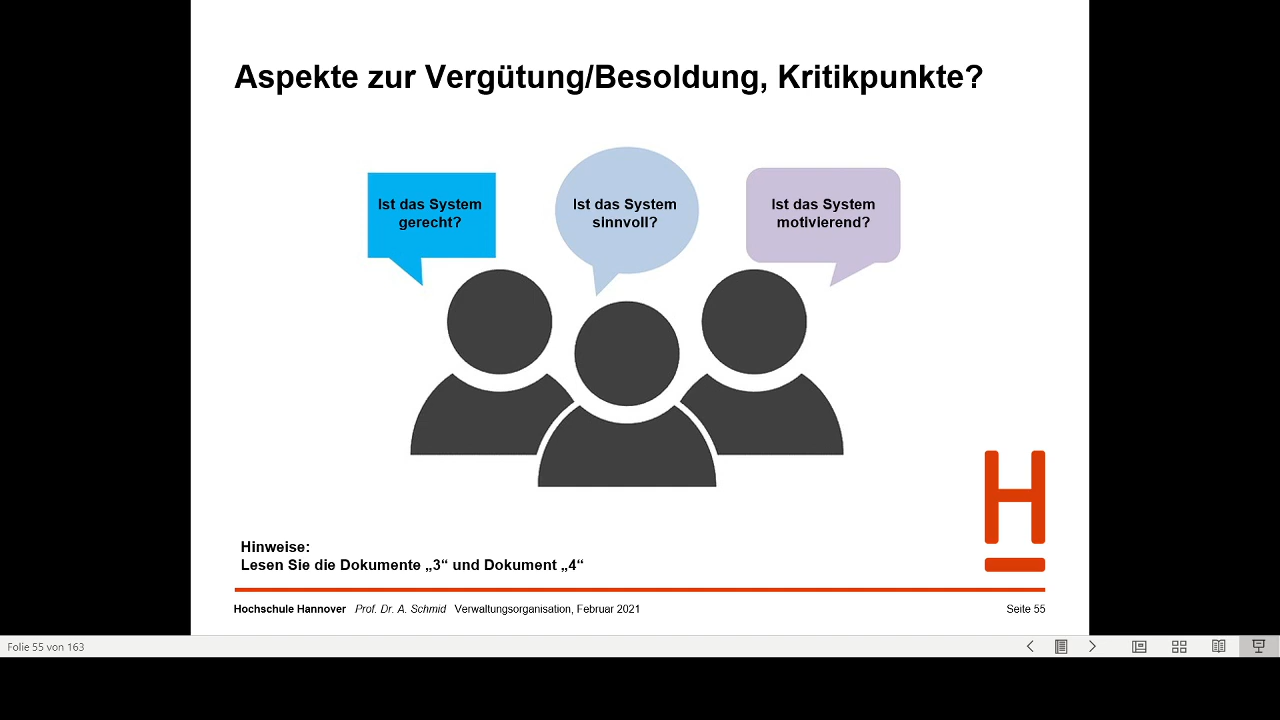 Aspekte zur Vergütung/Besoldung, Kritikpunkte?
Ist das System
gerecht?
Ist das System
sinnvoll?
Ist das System
motivierend?
H
Hinweise:
Lesen Sie die Dokumente „3“ und Dokument „4“
Hochschule Hannover Prof. Dr. A. Schmid Verwaltungsorganisation, Februar 2021 Seite 55
Folie 55 von 163